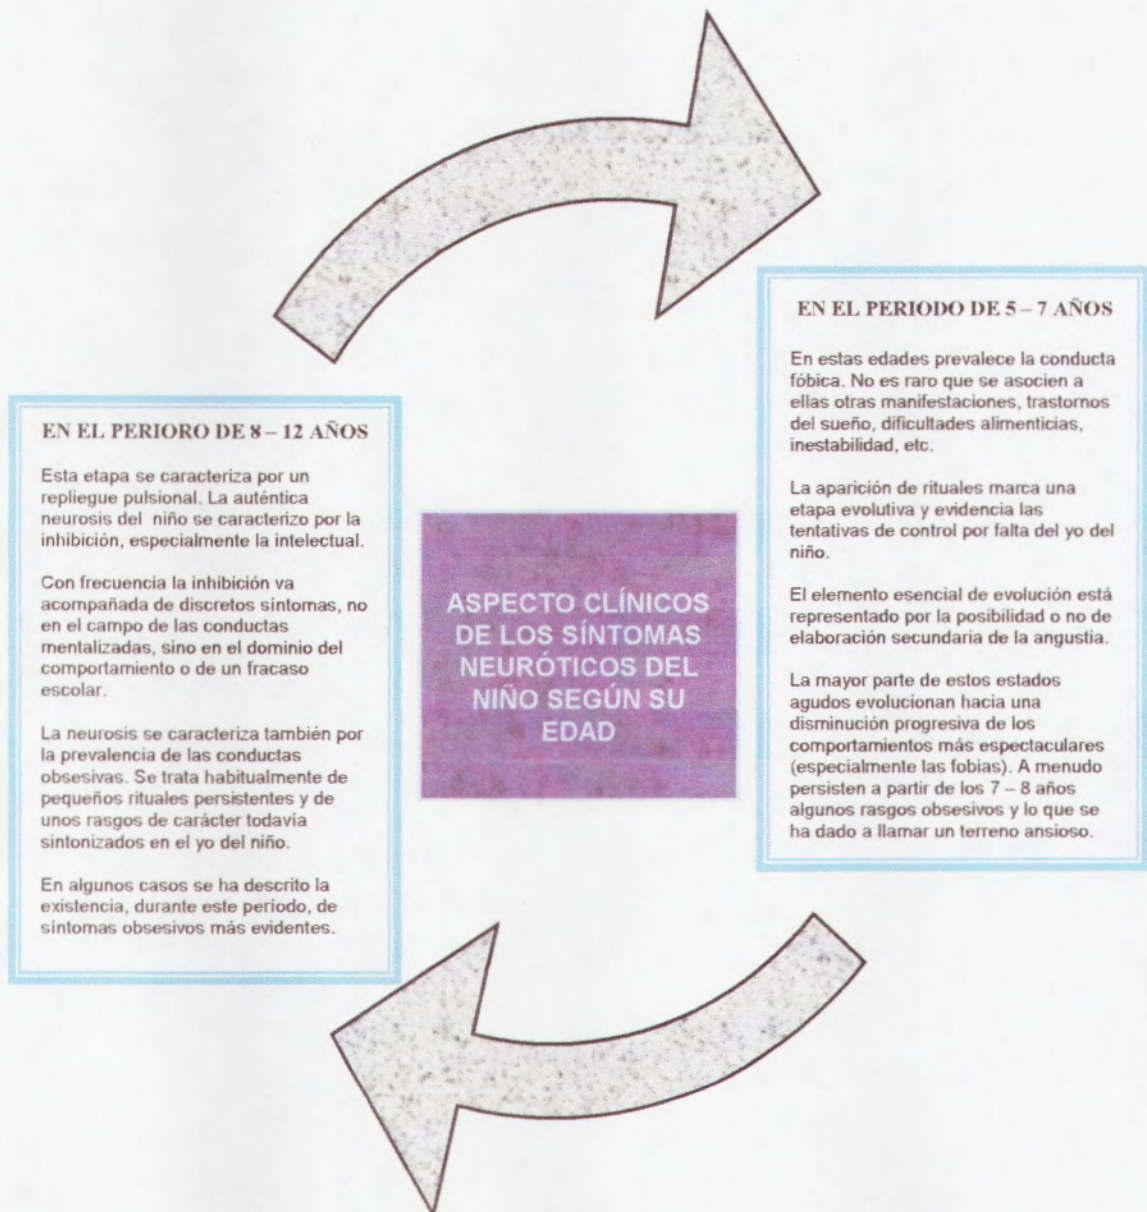 EN EL PERIODO DE 5 – 7 AÑOS
En estas edades prevalece la conducta
fóbica. No es raro que se asocien a
ellas otras manifestaciones, trastornos
del sueño, dificultades alimenticias,
inestabilidad, etc.
La aparición de rituales marca una
etapa evolutiva y evidencia las
tentativas de control por falta del yo del
niño.
El elemento esencial de evolución está
representado por la posibilidad o no de
elaboración secundaria de la angustia.
La mayor parte de estos estados
agudos evolucionan hacia una
disminución progresiva de los
comportamientos más espectaculares
(especialmente las fobias). A menudo
persisten a partir de los 7 – 8 años
algunos rasgos obsesivos y lo que se
ha dado a llamar un terreno ansioso.
EN EL PERIORO DE 8 – 12 AÑOS
Esta etapa se caracteriza por un
repliegue pulsional. La auténtica
neurosis del niño se caracterizo por la
inhibición, especialmente la intelectual.
Con frecuencia la inhibición va
acompañada de discretos síntomas, no
en el campo de las conductas
mentalizadas, sino en el dominio del
comportamiento o de un fracaso
escolar.
La neurosis se caracteriza también por
la prevalencia de las conductas
obsesivas. Se trata habitualmente de
pequeños rituales persistentes y de
unos rasgos de carácter todavía
sintonizados en el yo del niño.
En algunos casos se ha descrito la
existencia, durante este período, de
síntomas obsesivos más evidentes.
ASPECTO CLÍNICOS
DE LOS SÍNTOMAS
NEURÓTICOS DEL
NIÑO SEGÚN SU
EDAD